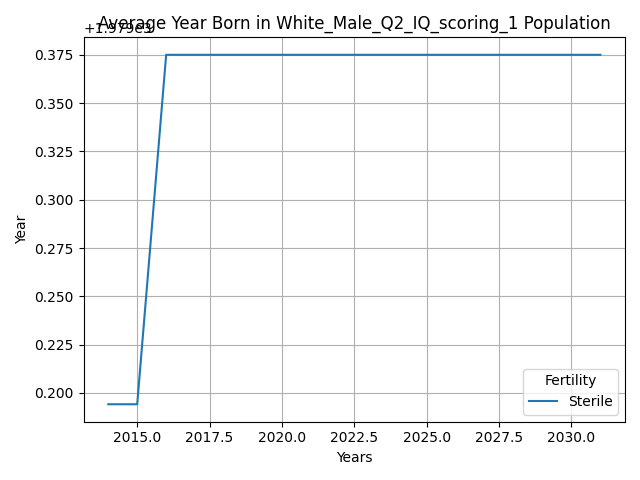 Average Year Born in White_Male_Q2_IQ_scoring_1 Population
+1.979e3
0.375
0.350
0.325
0.300
0.275
0.250
0.225
0.200
Year
Fertility
Sterile
2015.0 2017.5 2020.0 2022.5 2025.0 2027.5 2030.0
Years